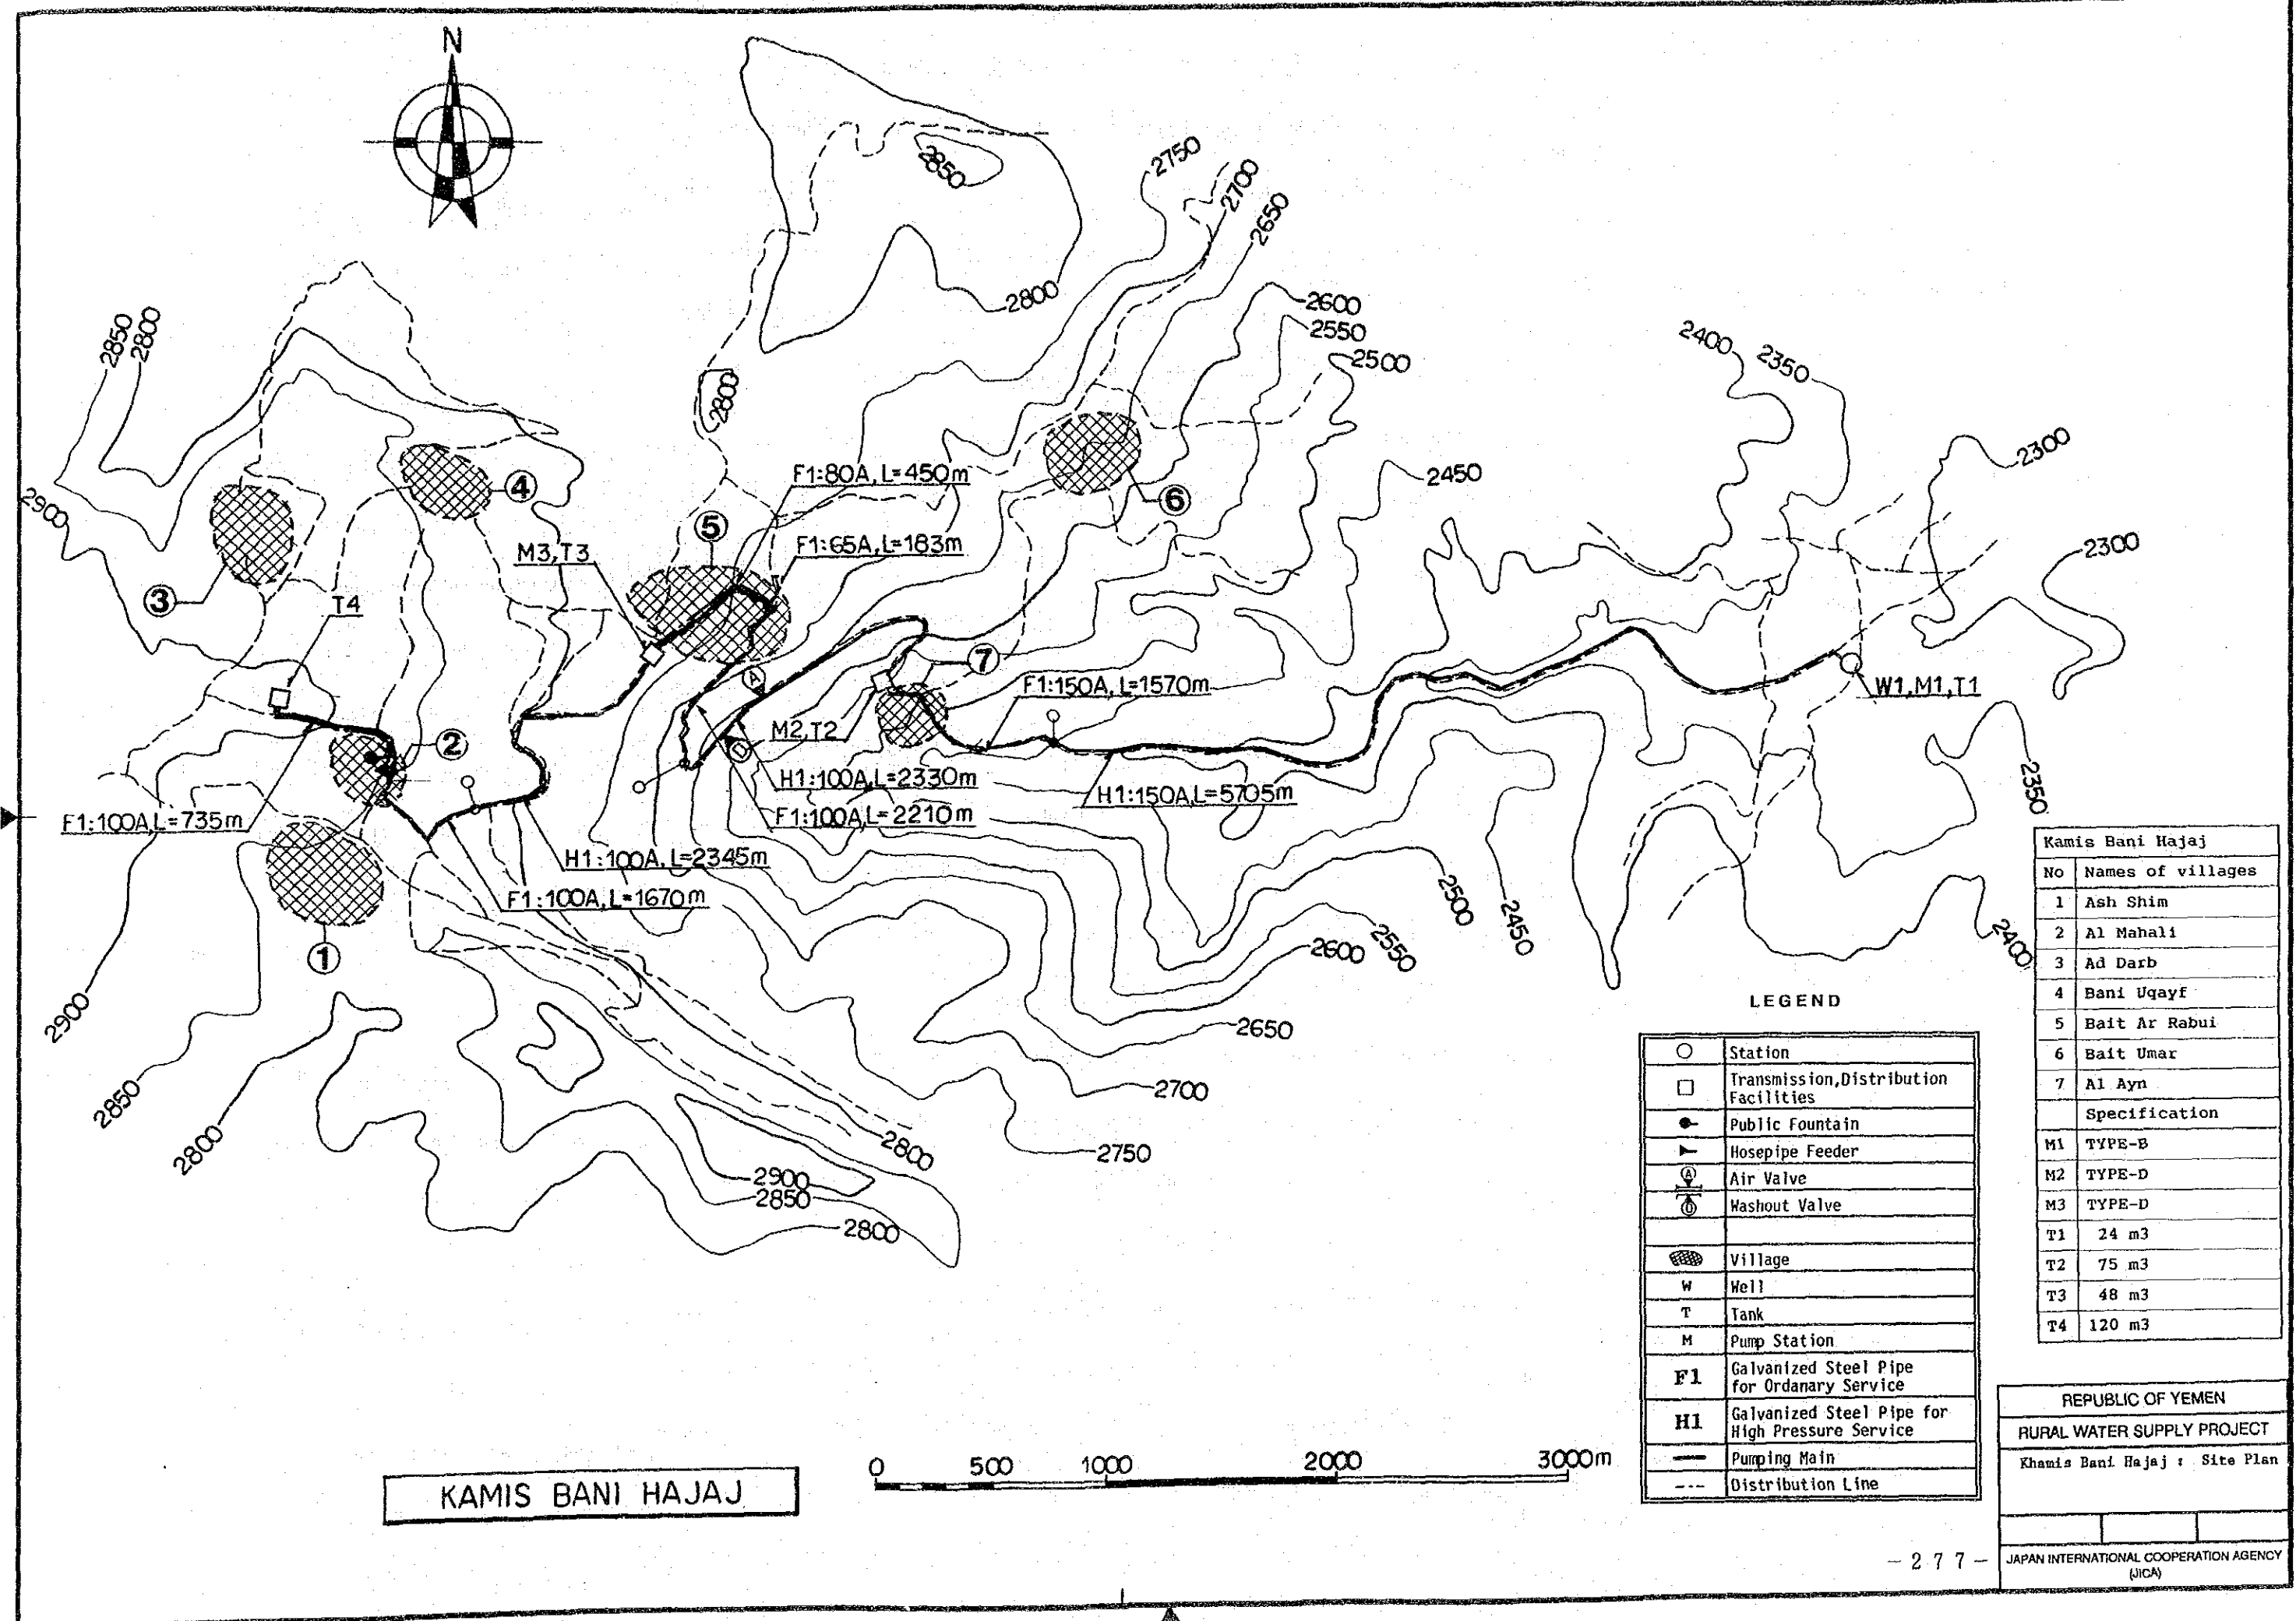 N
2850
2750
2700
2650
2800
2850
2800
2600
2550
2500
2400
2350
2800
2300
2900
F1:80A,L=450m
2450
4
6
5
M3,T3
F1:65A,L=183m
2300
3
T4
7
F1:150A,L=1570m
W1,M1,T1
A
2
M2,T2
D
H1:100A,L=2330m
H1:150A,L=5705m
2350
F1:100A,L=735m
F1:100A,L=2210m
H1:100A,L=2345m
F1:100A,L=1670m
2500
2450
2400
1
2600
2550
2900
2650
2850
2700
2800
2800
2750
2900
2850
2800
Kamis Bani Hajaj
No Names of villages
1 Ash Shim
2 Al Mahali
3 Ad Darb
4 Bani Uqayf
5 Bait Ar Rabui
6 Bait Umar
7 Al Ayn
Specification
M1 TYPE-B
M2 TYPE-D
M3 TYPE-D
T1 24 m3
T2 75 m3
T3 48 m3
T4 120 m3
LEGEND
Station
Transmission,Distribution
Facilities
Public Fountain
Hosepipe Feeder
A Air Valve
D Washout Valve
Village
W Well
T Tank
M Pump Station
F1 Galvanized Steel Pipe
for Ordanary Service
H1 Galvanized Steel Pipe for
High Pressure Service
Pumping Main
Distribution Line
0 500 1000 2000 3000m
KAMIS BANI HAJAJ
REPUBLIC OF YEMEN
RURAL WATER SUPPLY PROJECT
Khamis Bani Hajaj : Site Plan
JAPAN INTERNATIONAL COOPERATION AGENCY
(JICA)
-277-